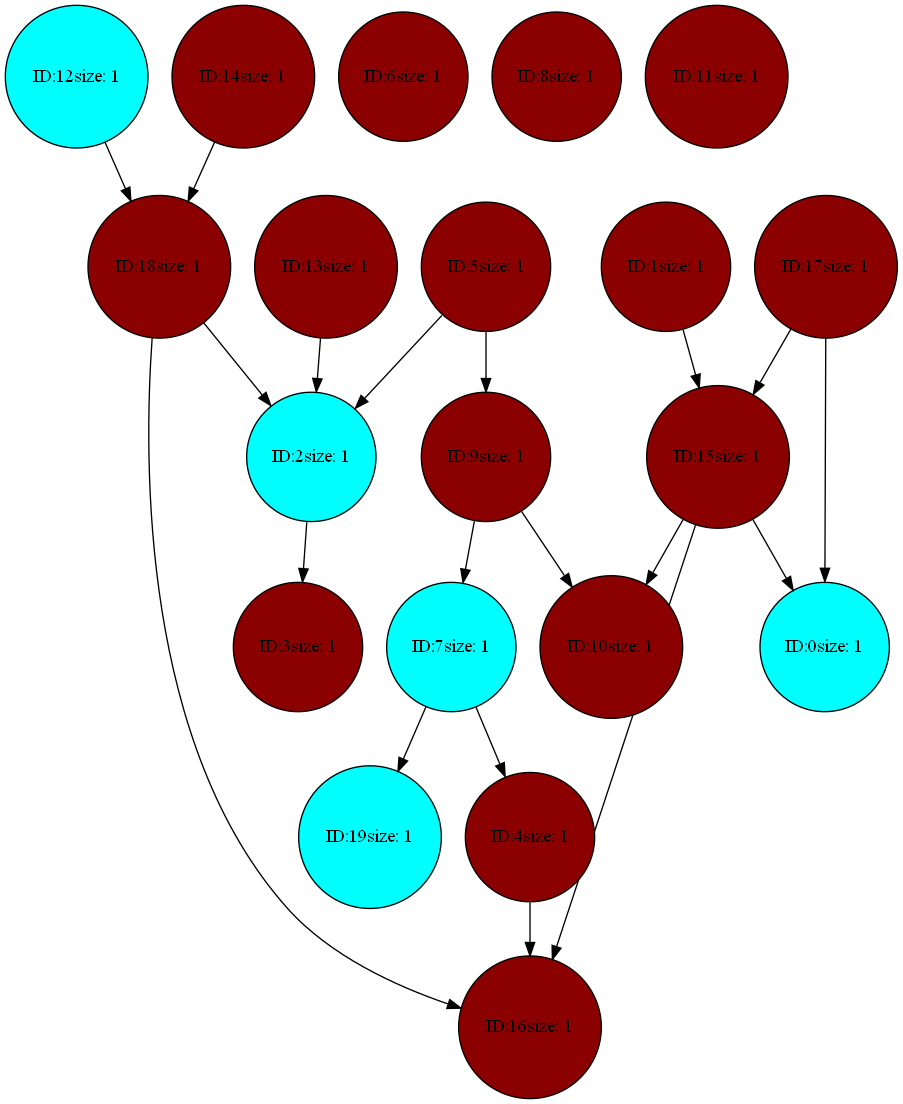 ID:12size: 1
ID:14size: 1
ID:6size: 1
ID:8size: 1
ID:11size: 1
ID:18size: 1
ID:13size: 1
ID:5size: 1
ID:1size: 1
ID:17size: 1
ID:2size: 1
ID:9size: 1
ID:15size: 1
ID:3size: 1
ID:7size: 1
ID:10size: 1
ID:0size: 1
ID:19size: 1
ID:4size: 1
ID:16size: 1